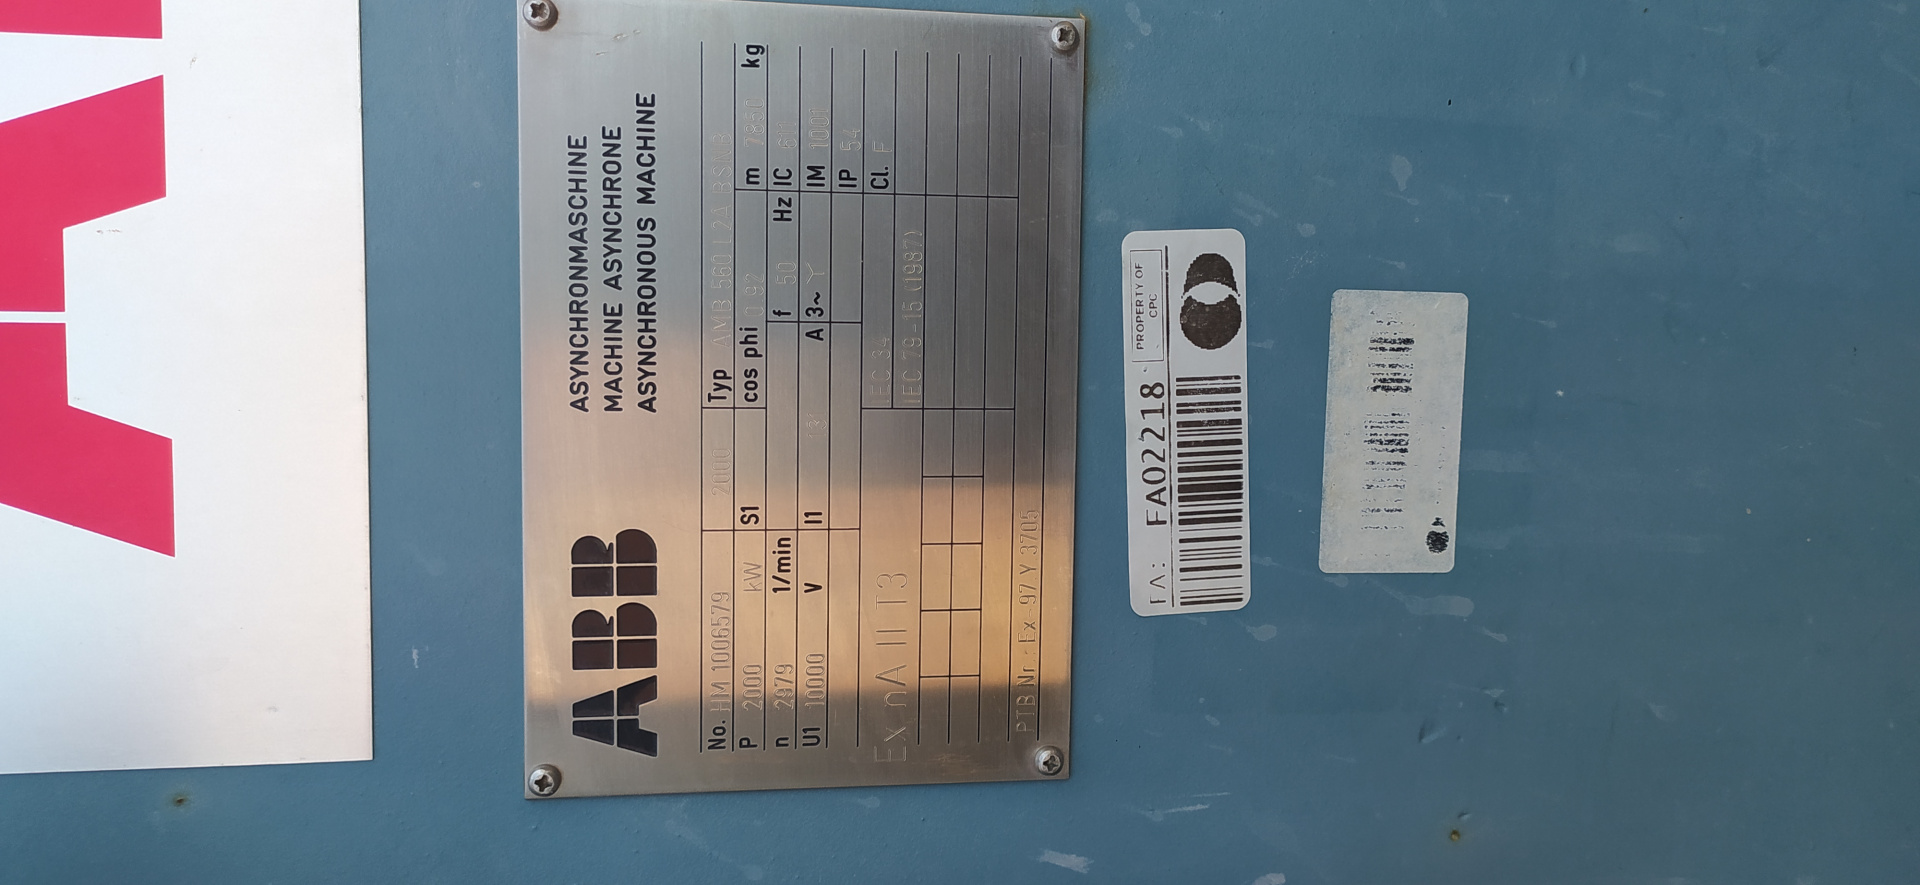 ABB
ASYNCHRONMASCHINE
MACHINE ASYNCHRONE
ASYNCHRONOUS MACHINE
No. HM 1006579 2000 Typ AMB 560 L2A
P 2000 kW S1 cos phi 0.92 m kg
n 2979 1/min f 50 Hz IC 611
U1 10000 V I1 A 3~ Y IM 1001
IP 54
Ex nA II T3 IEC 34 Cl. F
IEC 79-15 (1987)
PTB Nr.: Ex-97 Y 3705
FA: FA02218
PROPERTY OF
CPC